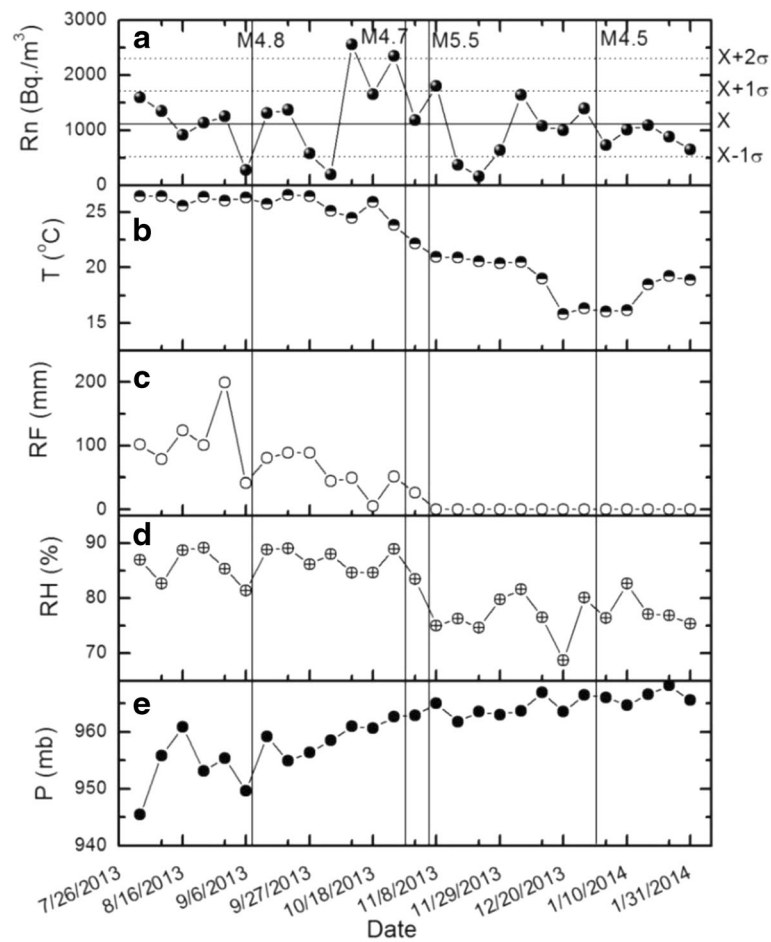 a
M4.8
M4.7
M5.5
M4.5
Rn (Bq./m³)
3000
2000
1000
0
X+2σ
X+1σ
X
X-1σ
b
T (°C)
25
20
15
c
RF (mm)
200
100
0
d
RH (%)
90
80
70
e
P (mb)
960
950
940
7/26/2013
8/16/2013
9/6/2013
9/27/2013
10/18/2013
11/8/2013
11/29/2013
12/20/2013
1/10/2014
1/31/2014
Date